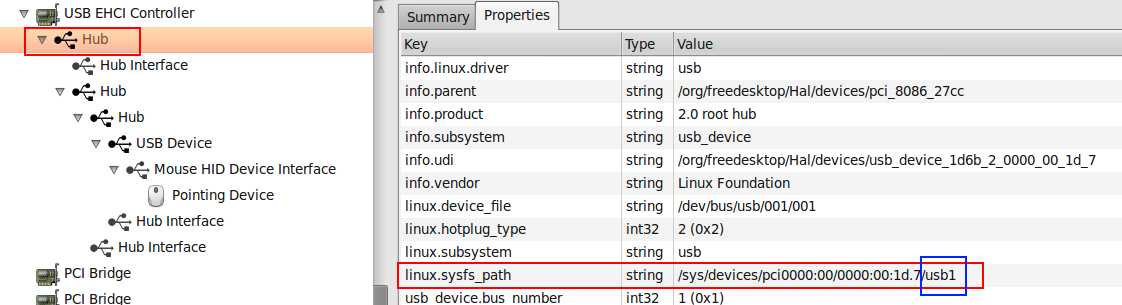 USB EHCI Controller
Hub
Hub Interface
Hub
Hub
USB Device
Mouse HID Device Interface
Pointing Device
Hub Interface
Hub Interface
PCI Bridge
PCI Bridge
Summary Properties
Key Type Value
info.linux.driver string usb
info.parent string /org/freedesktop/Hal/devices/pci_8086_27cc
info.product string 2.0 root hub
info.subsystem string usb_device
info.udi string /org/freedesktop/Hal/devices/usb_device_1d6b_2_0000_00_1d_7
info.vendor string Linux Foundation
linux.device_file string /dev/bus/usb/001/001
linux.hotplug_type int32 2 (0x2)
linux.subsystem string usb
linux.sysfs_path string /sys/devices/pci0000:00/0000:00:1d.7/usb1
usb_device.bus_number int32 1 (0x1)